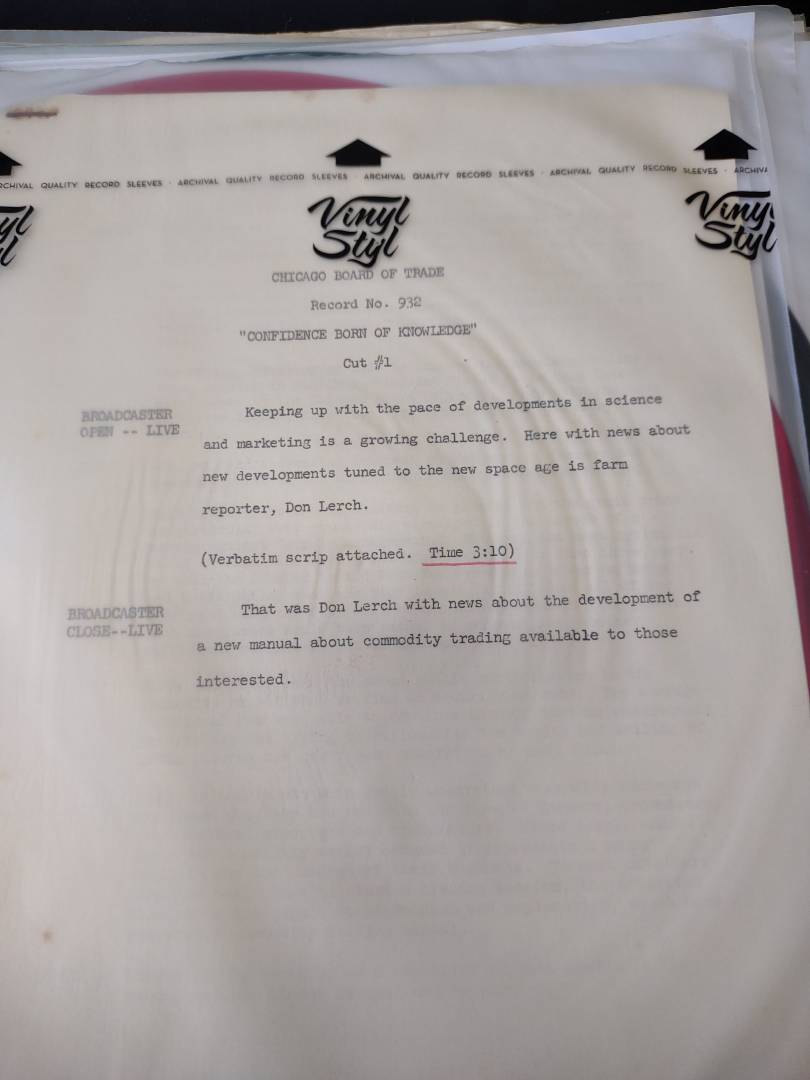 RCHIVAL QUALITY RECORD SLEEVES · ARCHIVAL QUALITY RECORD SLEEVES · ARCHIVAL QUALITY RECORD SLEEVES · ARCHIVAL QUALITY RECORD SLEEVES · ARCHIVA
yl Vinyl Viny
l Styl Styl
CHICAGO BOARD OF TRADE
Record No. 932
"CONFIDENCE BORN OF KNOWLEDGE"
Cut #1
BROADCASTER
OPEN -- LIVE
Keeping up with the pace of developments in science
and marketing is a growing challenge. Here with news about
new developments tuned to the new space age is farm
reporter, Don Lerch.
(Verbatim scrip attached. Time 3:10)
BROADCASTER
CLOSE--LIVE
That was Don Lerch with news about the development of
a new manual about commodity trading available to those
interested.